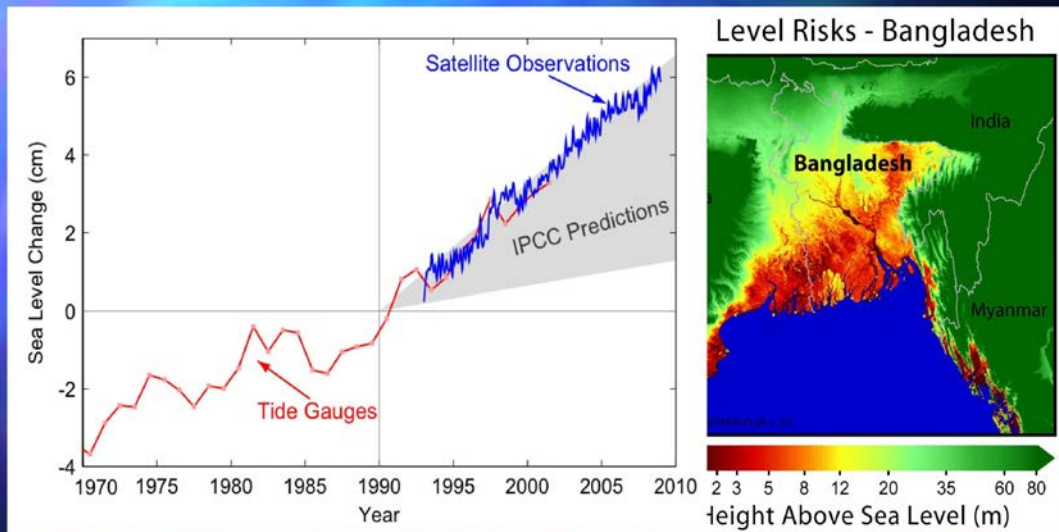 6
4
2
0
-2
-4
Sea Level Change (cm)
Satellite Observations
IPCC Predictions
Tide Gauges
1970 1975 1980 1985 1990 1995 2000 2005 2010
Year
Level Risks - Bangladesh
India
Bangladesh
Myanmar
2 3 5 8 12 20 35 60 80
Height Above Sea Level (m)